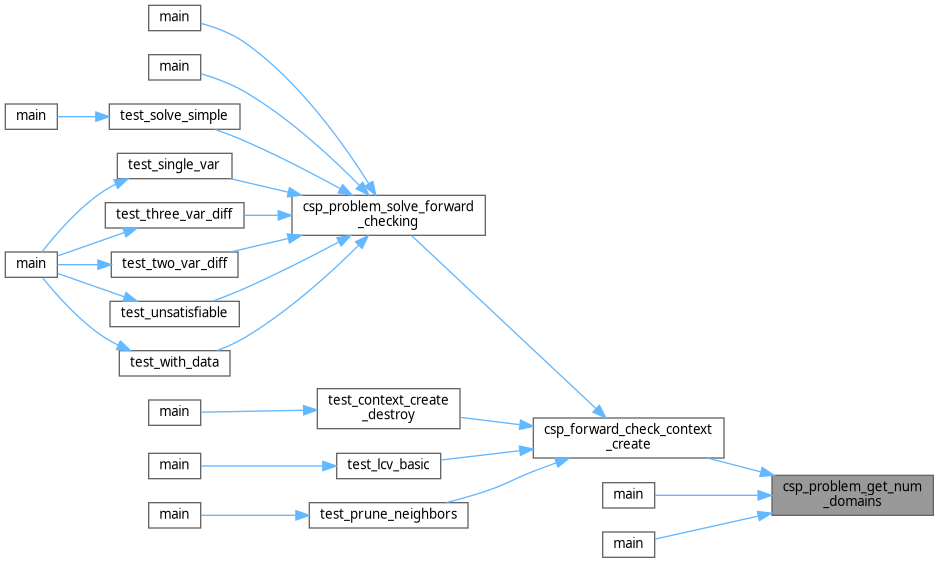 main
main
main
test_solve_simple
test_single_var
csp_problem_solve_forward
_checking
test_three_var_diff
main
test_two_var_diff
test_unsatisfiable
test_with_data
main
test_context_create
_destroy
csp_forward_check_context
_create
main
test_lcv_basic
csp_problem_get_num
_domains
main
main
test_prune_neighbors
main